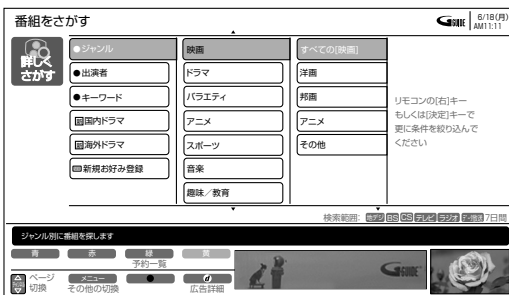 番組をさがす
GGUIDE 6/18(月)
AM11:11
詳しく
さがす
●ジャンル 映画 すべての[映画]
●出演者 ドラマ 洋画
●キーワード バラエティ 邦画
国内ドラマ アニメ アニメ
海外ドラマ スポーツ その他
新規お好み登録 音楽
趣味/教育
リモコンの[右]キー
もしくは[決定]キーで
更に条件を絞り込んで
ください
検索範囲: 地デジ BS CS テレビ ラジオ データ 7日間
ジャンル別に番組を探します
青 赤 緑 黄
予約一覧
ページ切換 メニュー その他の切換 d 広告詳細
GGUIDE